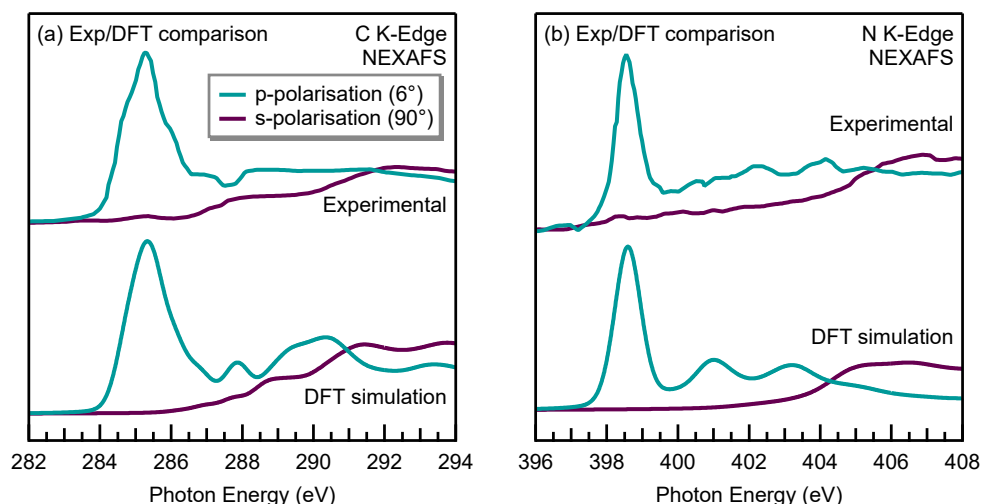 (a) Exp/DFT comparison
C K-Edge
NEXAFS
p-polarisation (6°)
s-polarisation (90°)
Experimental
DFT simulation
282 284 286 288 290 292 294
Photon Energy (eV)
(b) Exp/DFT comparison
N K-Edge
NEXAFS
Experimental
DFT simulation
396 398 400 402 404 406 408
Photon Energy (eV)